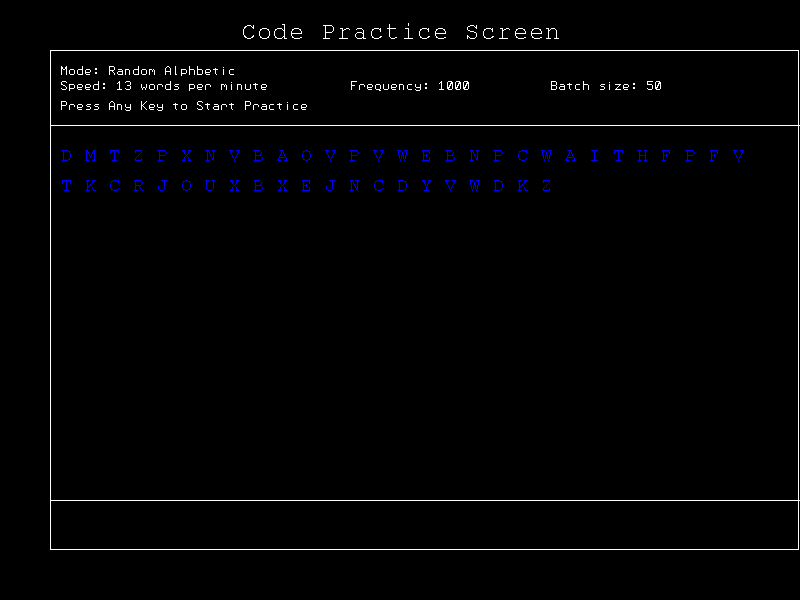 Code Practice Screen
Mode: Random Alphbetic
Speed: 13 words per minute Frequency: 1000 Batch size: 50
Press Any Key to Start Practice
D M T Z P X N V B A O V P V W E B N P C W A I T H F P F V
T K C R J O U X B X E J N C D Y V W D K Z